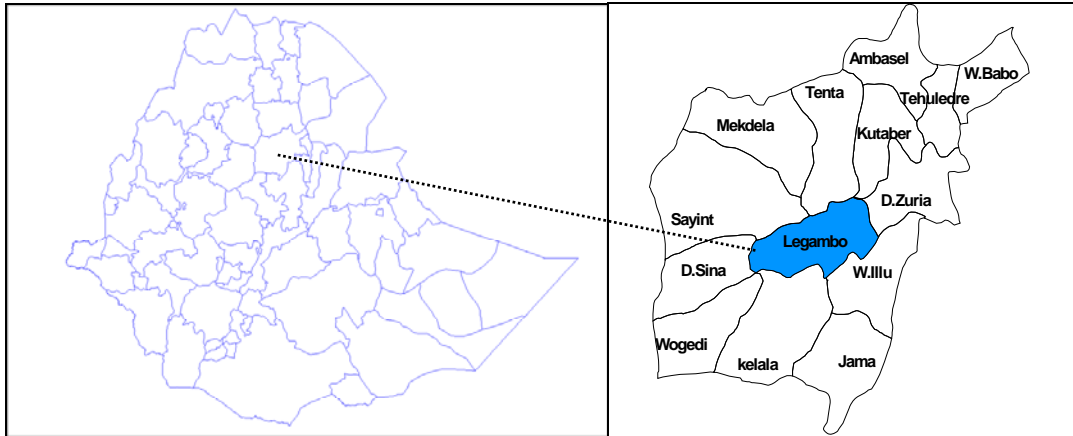 Ambasel
W.Babo
Tenta
Tehuledre
Mekdela
Kutaber
D.Zuria
Sayint
Legambo
D.Sina
W.Illu
Wogedi
kelala
Jama